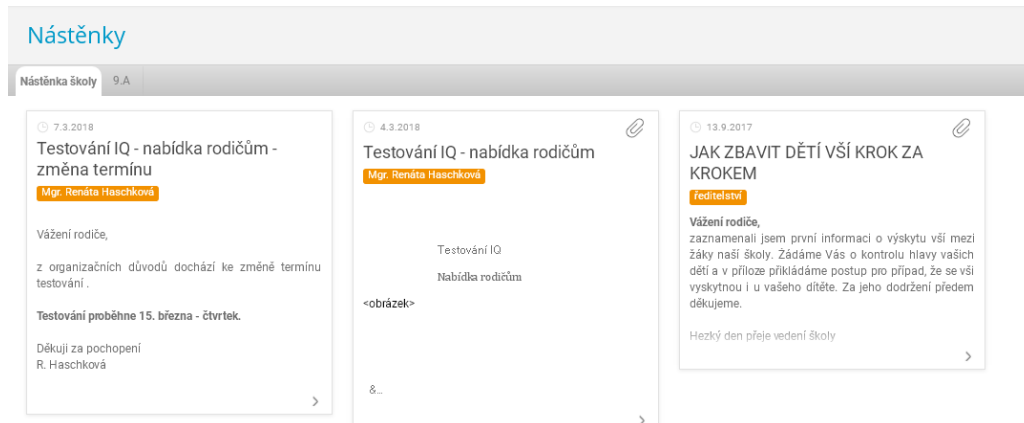 Nástěnky
Nástěnka školy
9.A
7.3.2018
Testování IQ - nabídka rodičům -
změna termínu
Mgr. Renáta Haschková
Vážení rodiče,
z organizačních důvodů dochází ke změně termínu
testování .
Testování proběhne 15. března - čtvrtek.
Děkuji za pochopení
R. Haschková
4.3.2018
Testování IQ - nabídka rodičům
Mgr. Renáta Haschková
Testování IQ
Nabídka rodičům
<obrázek>
&...
13.9.2017
JAK ZBAVIT DĚTÍ VŠÍ KROK ZA
KROKEM
ředitelství
Vážení rodiče,
zaznamenali jsem první informaci o výskytu vší mezi
žáky naší školy. Žádáme Vás o kontrolu hlavy vašich
dětí a v příloze přikládáme postup pro případ, že se vši
vyskytnou i u vašeho dítěte. Za jeho dodržení předem
děkujeme.
Hezký den přeje vedení školy